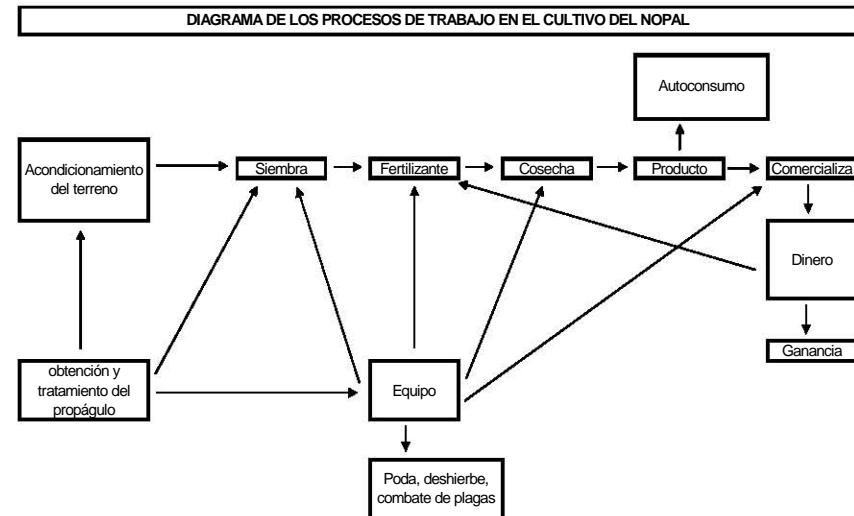 DIAGRAMA DE LOS PROCESOS DE TRABAJO EN EL CULTIVO DEL NOPAL
Autoconsumo
Acondicionamiento
del terreno
Siembra
Fertilizante
Cosecha
Producto
Comercializa
Dinero
Ganancia
obtención y
tratamiento del
propágulo
Equipo
Poda, deshierbe,
combate de plagas